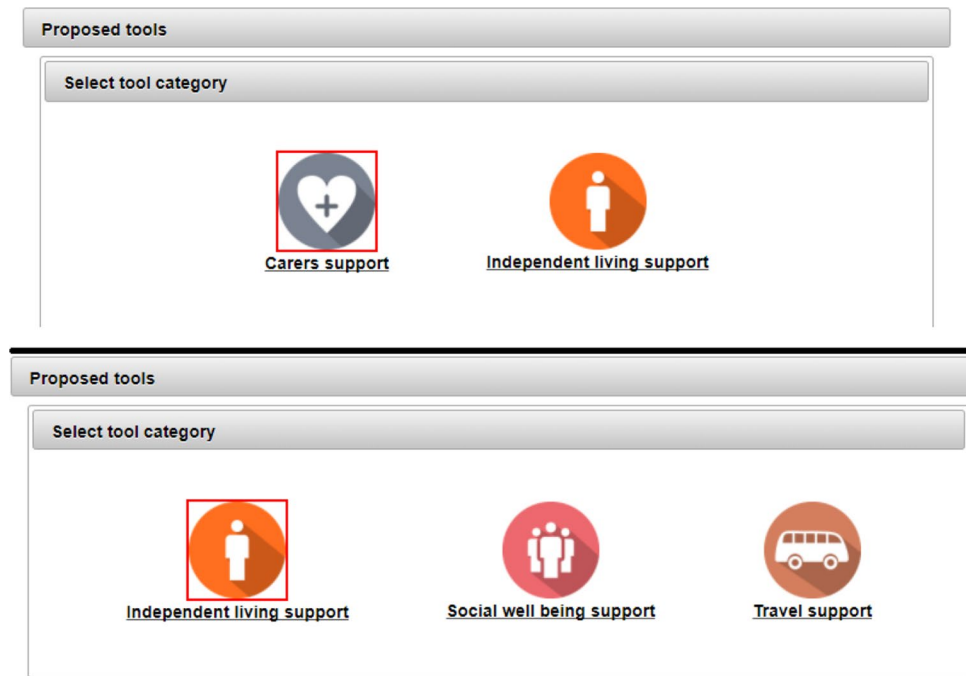 Proposed tools
Select tool category
Carers support
Independent living support
Proposed tools
Select tool category
Independent living support
Social well being support
Travel support